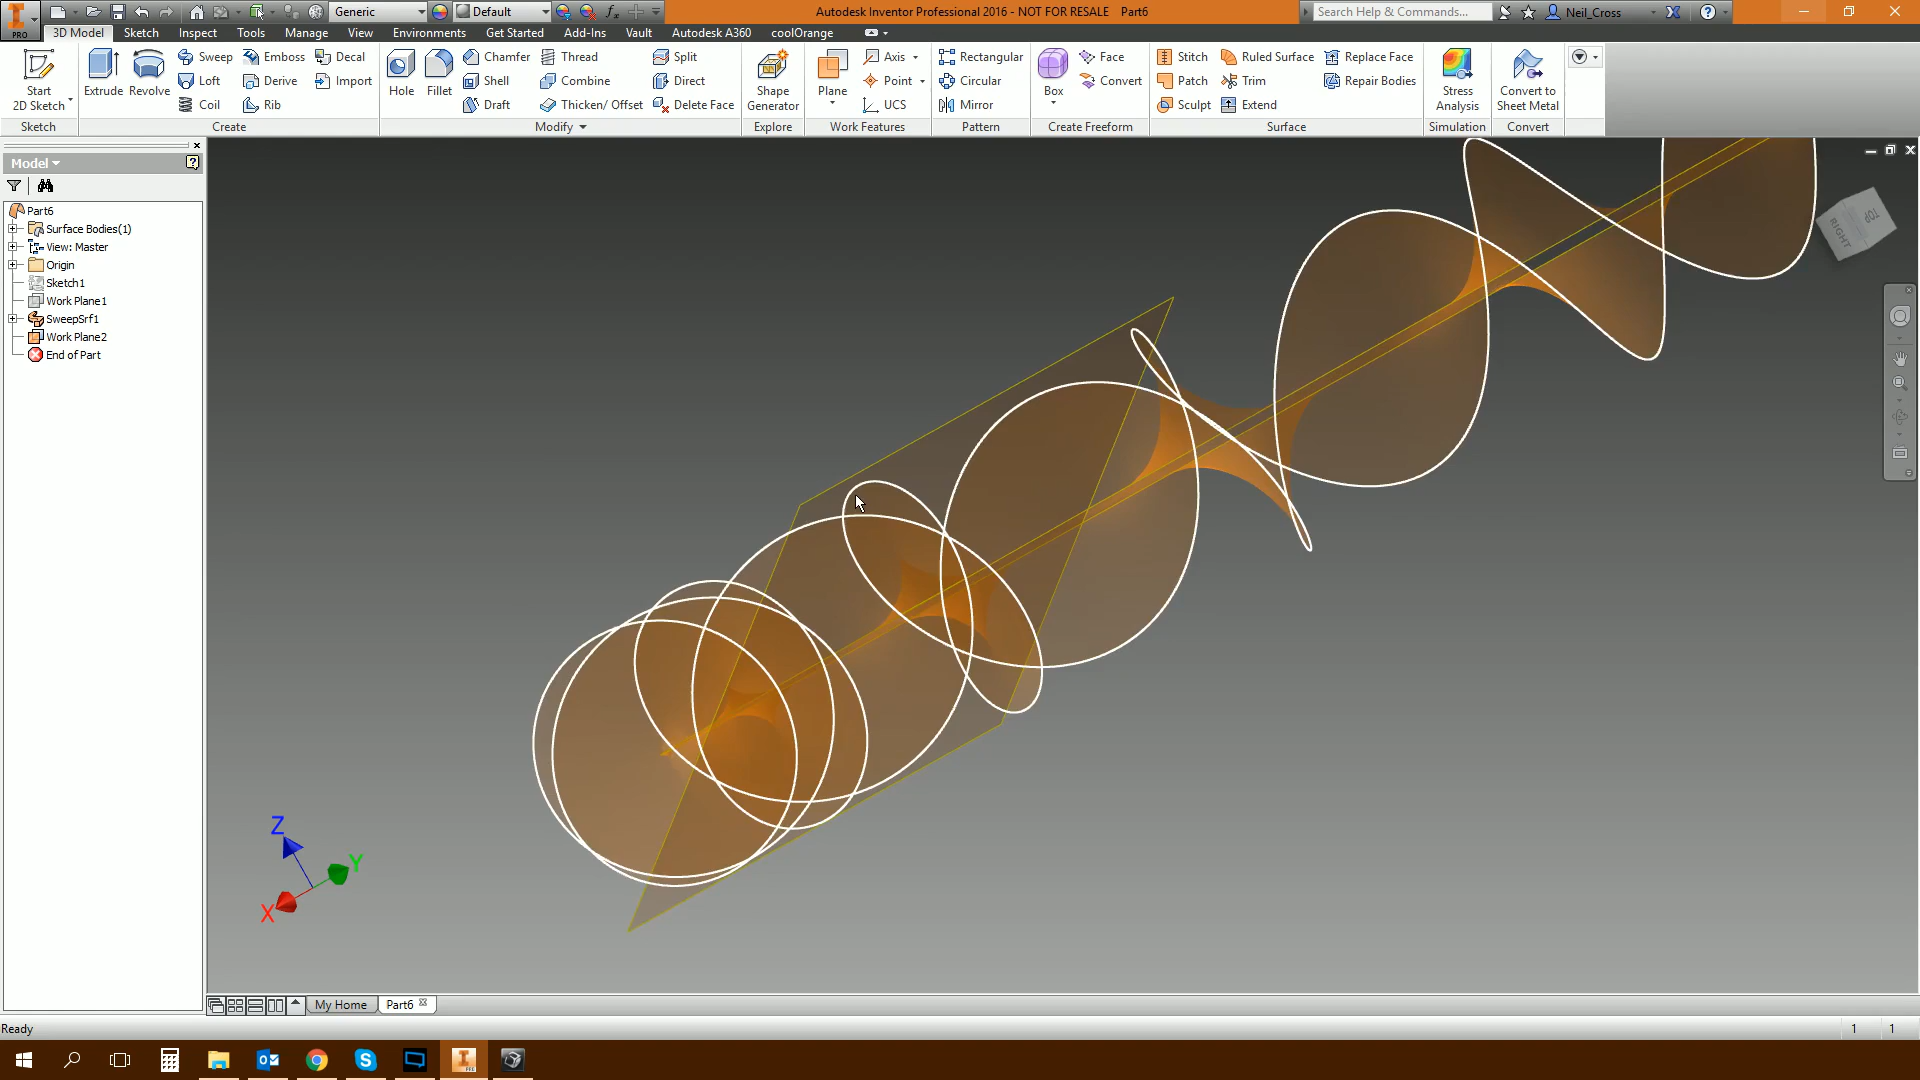 Generic
Default
Autodesk Inventor Professional 2016 - NOT FOR RESALE Part6
Search Help & Commands...
Neil_Cross
PRO
3D Model Sketch Inspect Tools Manage View Environments Get Started Add-Ins Vault Autodesk A360 coolOrange
Start
2D Sketch
Sketch
Extrude
Revolve
Sweep
Loft
Coil
Emboss
Derive
Rib
Decal
Import
Create
Hole
Fillet
Chamfer
Shell
Draft
Thread
Combine
Thicken/ Offset
Split
Direct
Delete Face
Modify
Shape
Generator
Explore
Plane
Axis
Point
UCS
Work Features
Rectangular
Circular
Mirror
Pattern
Box
Face
Convert
Create Freeform
Stitch
Patch
Sculpt
Ruled Surface
Trim
Extend
Replace Face
Repair Bodies
Surface
Stress
Analysis
Simulation
Convert to
Sheet Metal
Convert
Model
Part6
Surface Bodies(1)
View: Master
Origin
Sketch1
Work Plane1
SweepSrf1
Work Plane2
End of Part
TOP
RIGHT
Z
Y
X
My Home
Part6
Ready
1 1